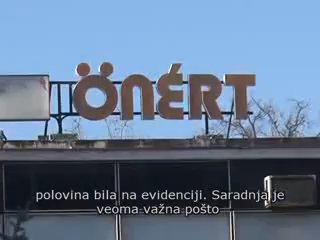 ÖNÉRT
polovina bila na evidenciji. Saradnja je
veoma važna pošto